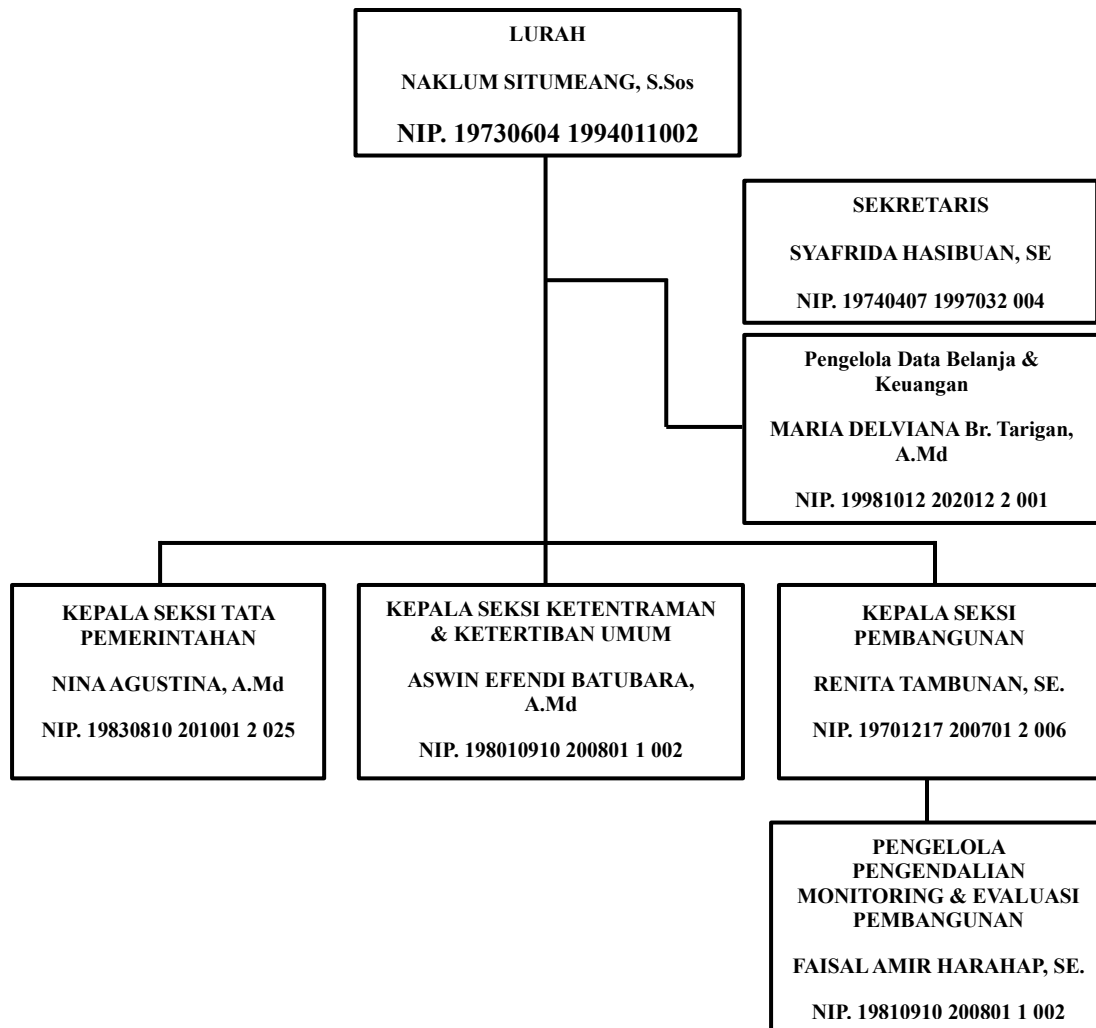 LURAH
NAKLUM SITUMEANG, S.Sos
NIP. 19730604 1994011002
SEKRETARIS
SYAFRIDA HASIBUAN, SE
NIP. 19740407 1997032 004
Pengelola Data Belanja &
Keuangan
MARIA DELVIANA Br. Tarigan,
A.Md
NIP. 19981012 202012 2 001
KEPALA SEKSI TATA
PEMERINTAHAN
NINA AGUSTINA, A.Md
NIP. 19830810 201001 2 025
KEPALA SEKSI KETENTRAMAN
& KETERTIBAN UMUM
ASWIN EFENDI BATUBARA,
A.Md
NIP. 198010910 200801 1 002
KEPALA SEKSI
PEMBANGUNAN
RENITA TAMBUNAN, SE.
NIP. 19701217 200701 2 006
PENGELOLA
PENGENDALIAN
MONITORING & EVALUASI
PEMBANGUNAN
FAISAL AMIR HARAHAP, SE.
NIP. 19810910 200801 1 002